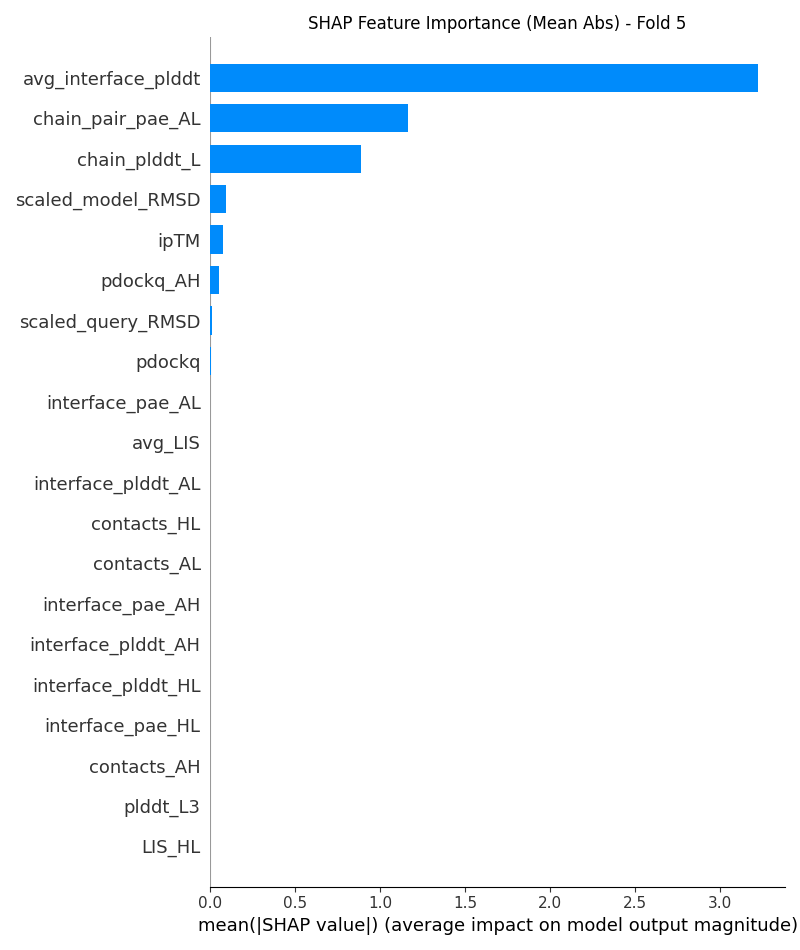 SHAP Feature Importance (Mean Abs) - Fold 5
avg_interface_plddt
chain_pair_pae_AL
chain_plddt_L
scaled_model_RMSD
ipTM
pdockq_AH
scaled_query_RMSD
pdockq
interface_pae_AL
avg_LIS
interface_plddt_AL
contacts_HL
contacts_AL
interface_pae_AH
interface_plddt_AH
interface_plddt_HL
interface_pae_HL
contacts_AH
plddt_L3
LIS_HL
0.0 0.5 1.0 1.5 2.0 2.5 3.0
mean(|SHAP value|) (average impact on model output magnitude)